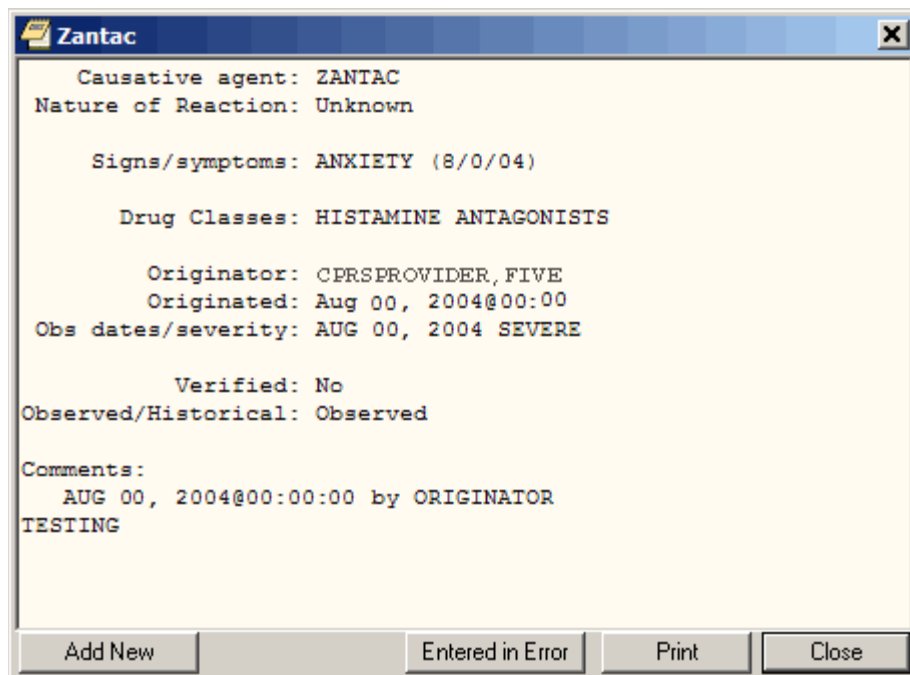 Zantac
Causative agent: ZANTAC
Nature of Reaction: Unknown
Signs/symptoms: ANXIETY (8/0/04)
Drug Classes: HISTAMINE ANTAGONISTS
Originator: CPRSPROVIDER,FIVE
Originated: Aug 00, 2004@00:00
Obs dates/severity: AUG 00, 2004 SEVERE
Verified: No
Observed/Historical: Observed
Comments:
AUG 00, 2004@00:00:00 by ORIGINATOR
TESTING
Add New Entered in Error Print Close